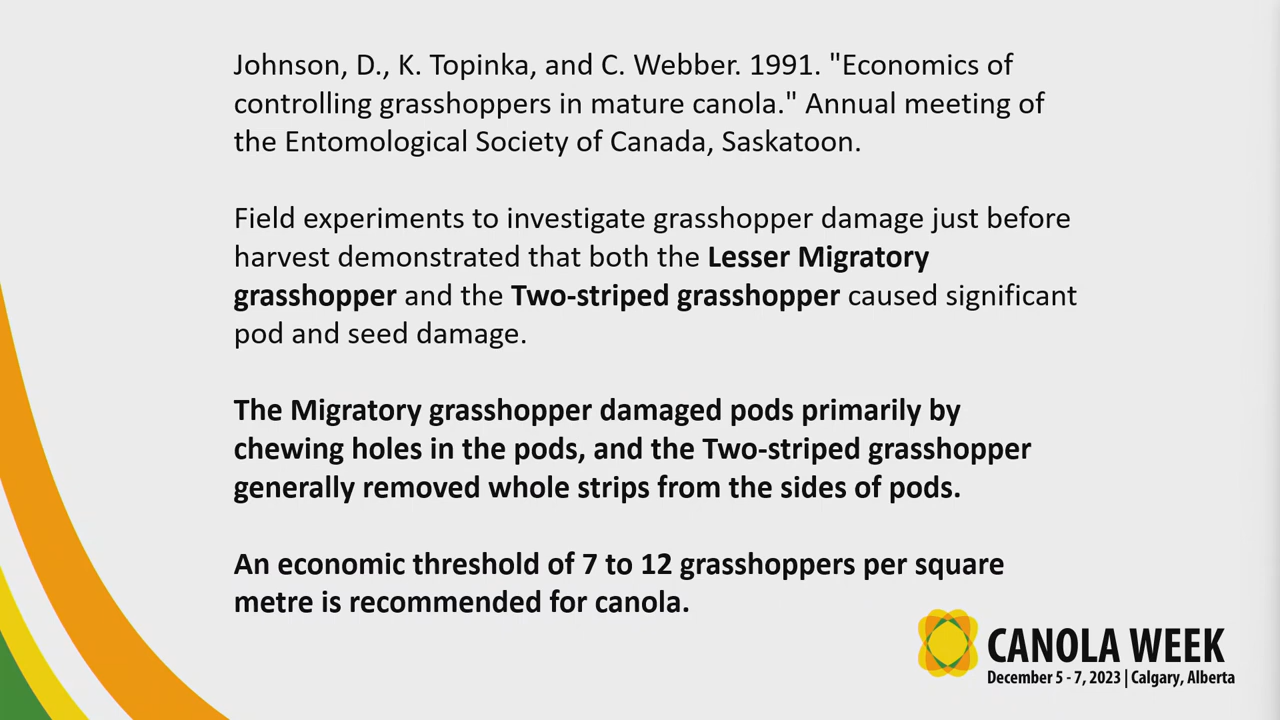 Johnson, D., K. Topinka, and C. Webber. 1991. "Economics of
controlling grasshoppers in mature canola." Annual meeting of
the Entomological Society of Canada, Saskatoon.
Field experiments to investigate grasshopper damage just before
harvest demonstrated that both the Lesser Migratory
grasshopper and the Two-striped grasshopper caused significant
pod and seed damage.
The Migratory grasshopper damaged pods primarily by
chewing holes in the pods, and the Two-striped grasshopper
generally removed whole strips from the sides of pods.
An economic threshold of 7 to 12 grasshoppers per square
metre is recommended for canola.
CANOLA WEEK
December 5 - 7, 2023 | Calgary, Alberta